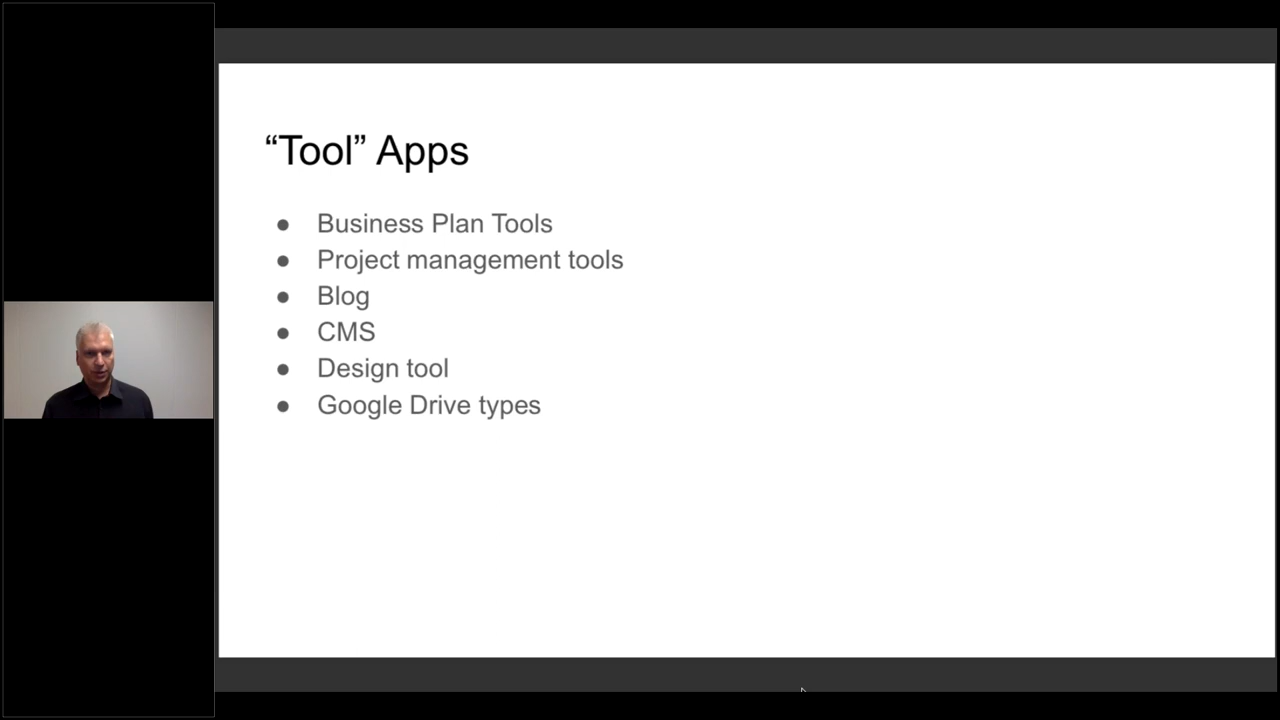 “Tool” Apps
● Business Plan Tools
● Project management tools
● Blog
● CMS
● Design tool
● Google Drive types